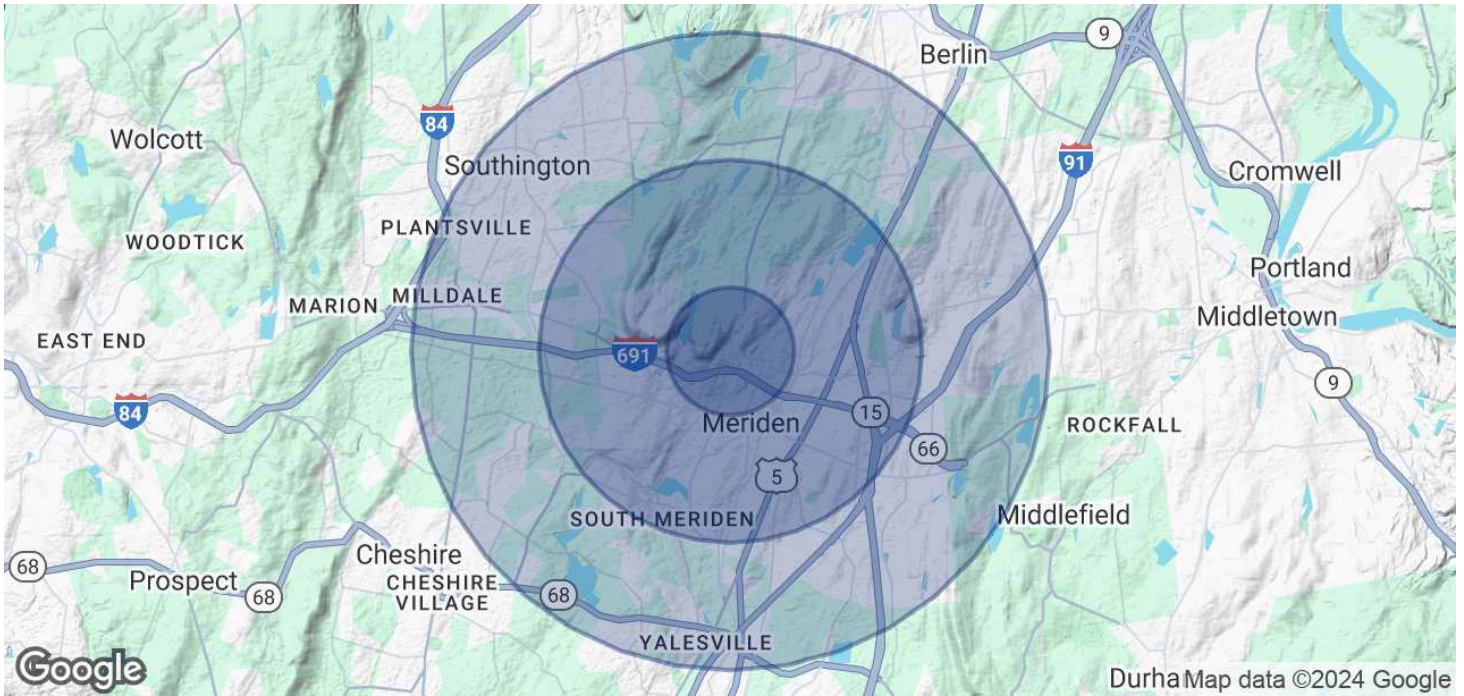 Berlin
9
84
Wolcott
91
Southington
Cromwell
PLANTSVILLE
WOODTICK
Portland
MILLDALE
MARION
Middletown
EAST END
691
9
84
15
Meriden
ROCKFALL
66
5
SOUTH MERIDEN
Middlefield
Cheshire
68
Prospect
CHESHIRE
VILLAGE
68
68
YALESVILLE
Google
Durha
Map data ©2024 Google